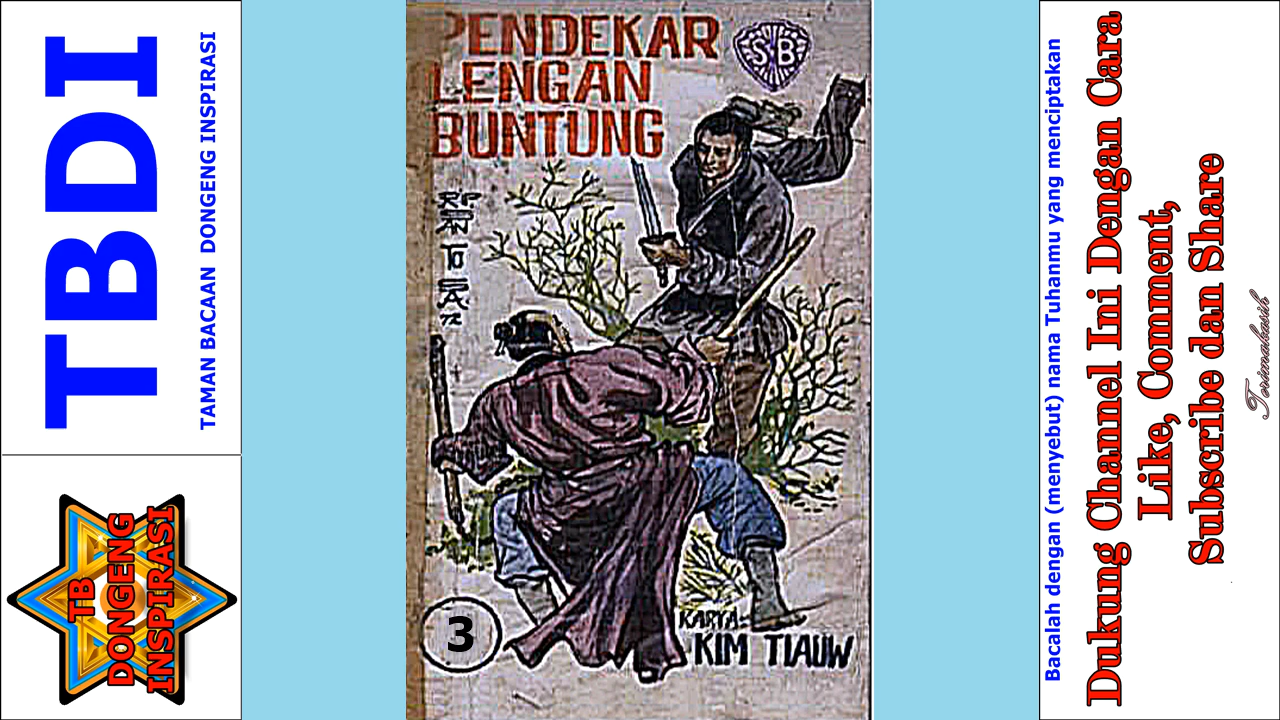 TBDI
TAMAN BACAAN DONGENG INSPIRASI
TB
DONGENG
INSPIRASI
PENDEKAR
LENGAN
BUNTUNG
SB
3
KARYA
KIM TIAUW
Bacalah dengan (menyebut) nama Tuhanmu yang menciptakan
Dukung Channel Ini Dengan Cara
Like, Comment,
Subscribe dan Share
Terimakasih